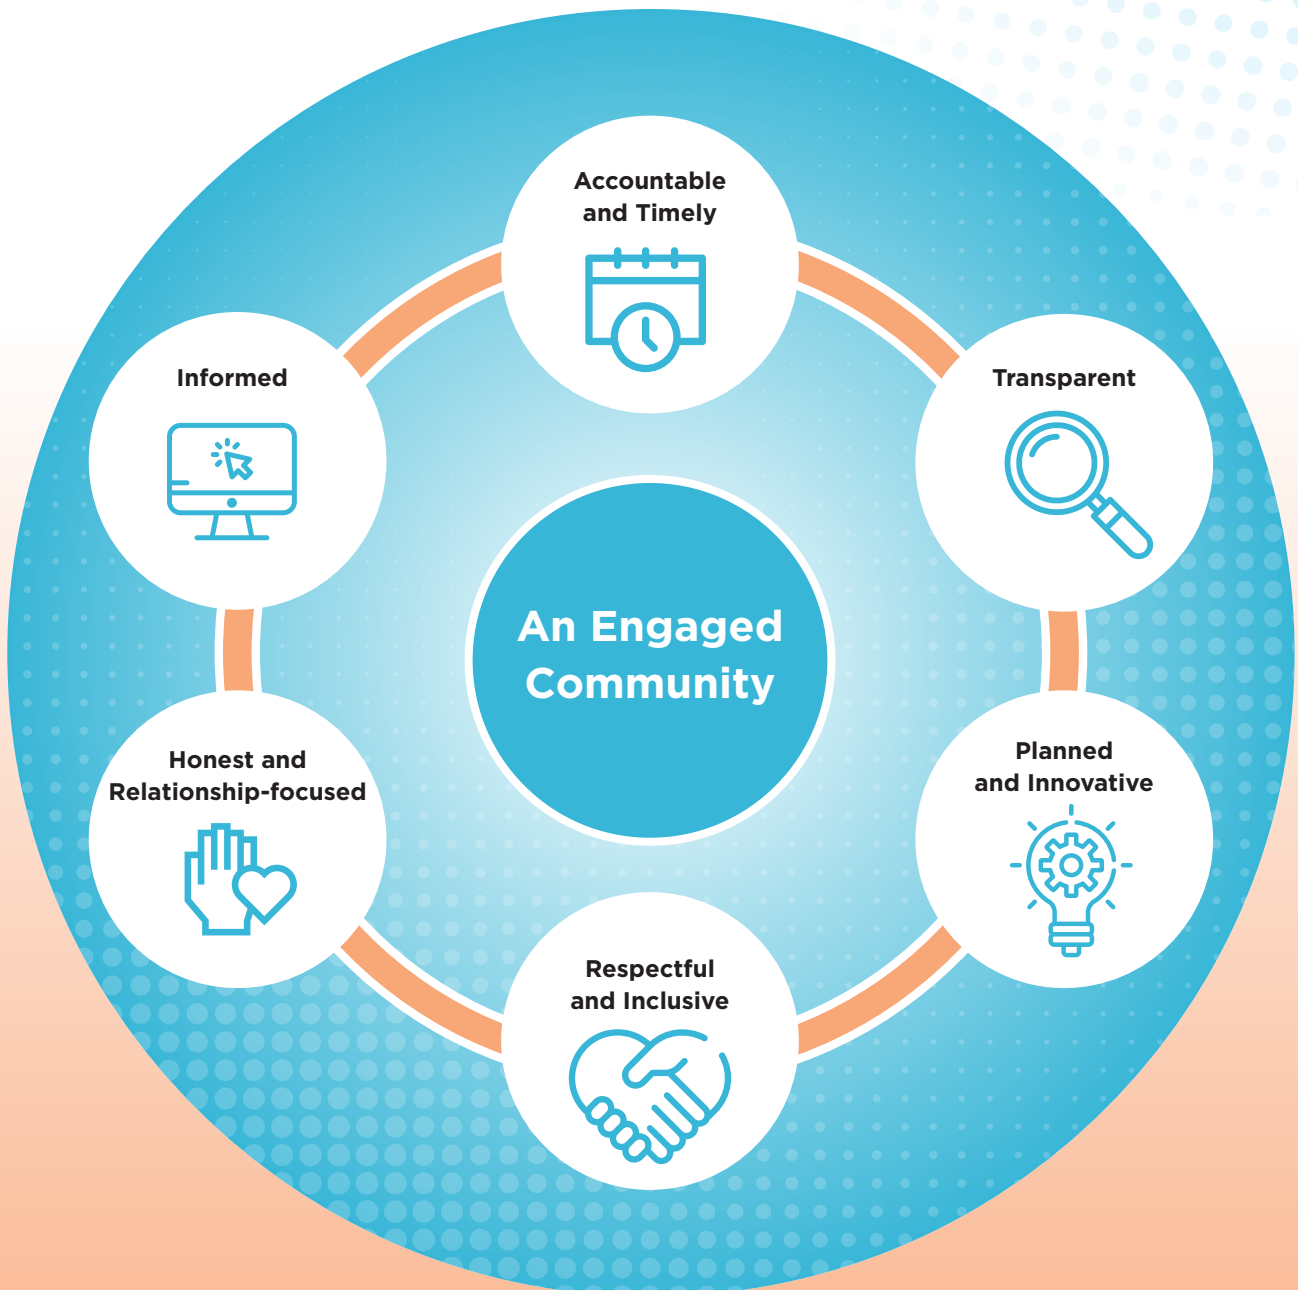 Accountable
and Timely
Informed
Transparent
An Engaged
Community
Honest and
Relationship-focused
Planned
and Innovative
Respectful
and Inclusive